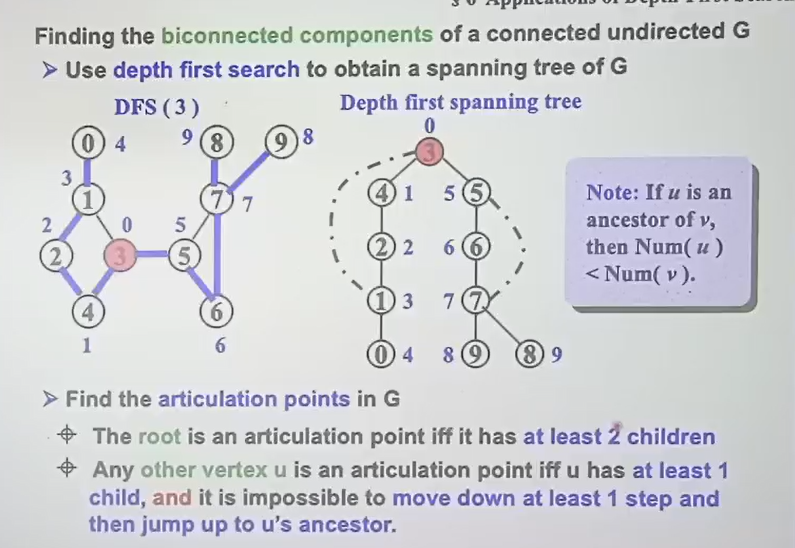 Finding the biconnected components of a connected undirected G
➢ Use depth first search to obtain a spanning tree of G
DFS ( 3 )
Depth first spanning tree
0 4
9 8
9 8
3
1
7 7
2
2
0
3
5
5
4
1
6
6
0
3
4 1
5 5
2 2
6 6
1 3
7 7
0 4
8 9
8 9
Note: If u is an
ancestor of v,
then Num( u )
< Num( v ).
➢ Find the articulation points in G
The root is an articulation point iff it has at least 2 children
Any other vertex u is an articulation point iff u has at least 1
child, and it is impossible to move down at least 1 step and
then jump up to u's ancestor.